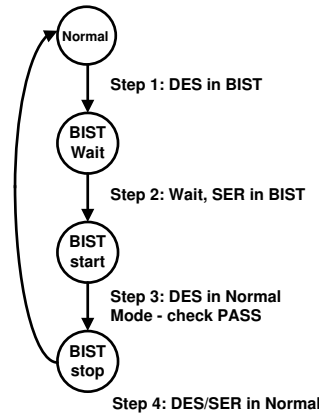 Normal
Step 1: DES in BIST
BIST
Wait
Step 2: Wait, SER in BIST
BIST
start
Step 3: DES in Normal
Mode - check PASS
BIST
stop
Step 4: DES/SER in Normal